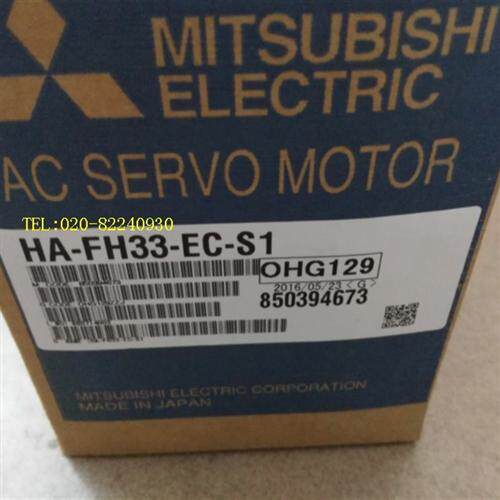 MITSUBISHI
ELECTRIC
AC SERVO MOTOR
TEL:020-82240930
HA-FH33-EC-S1
OHG129
2016/05/23 <G>
850394673
MITSUBISHI ELECTRIC CORPORATION
MADE IN JAPAN